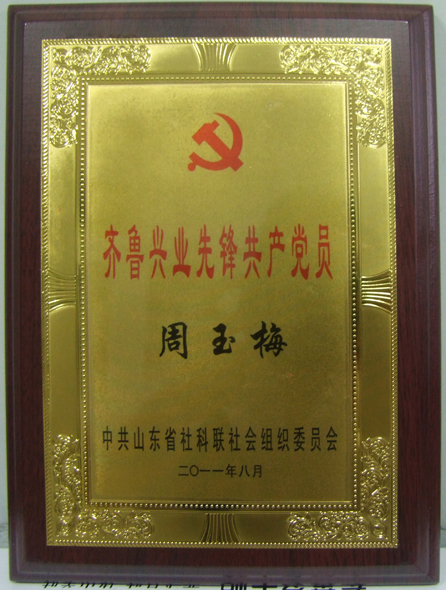 齐鲁兴业先锋共产党员
周玉梅
中共山东省社科联社会组织委员会
二〇一一年八月